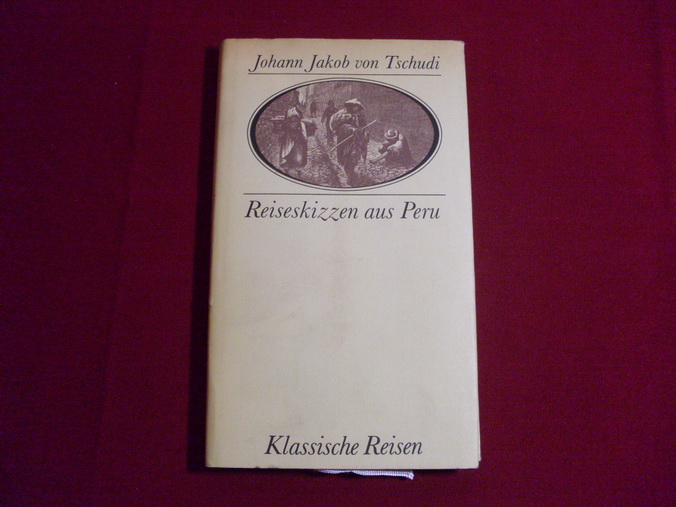 Johann Jakob von Tschudi
Reiseskizzen aus Peru
Klassische Reisen